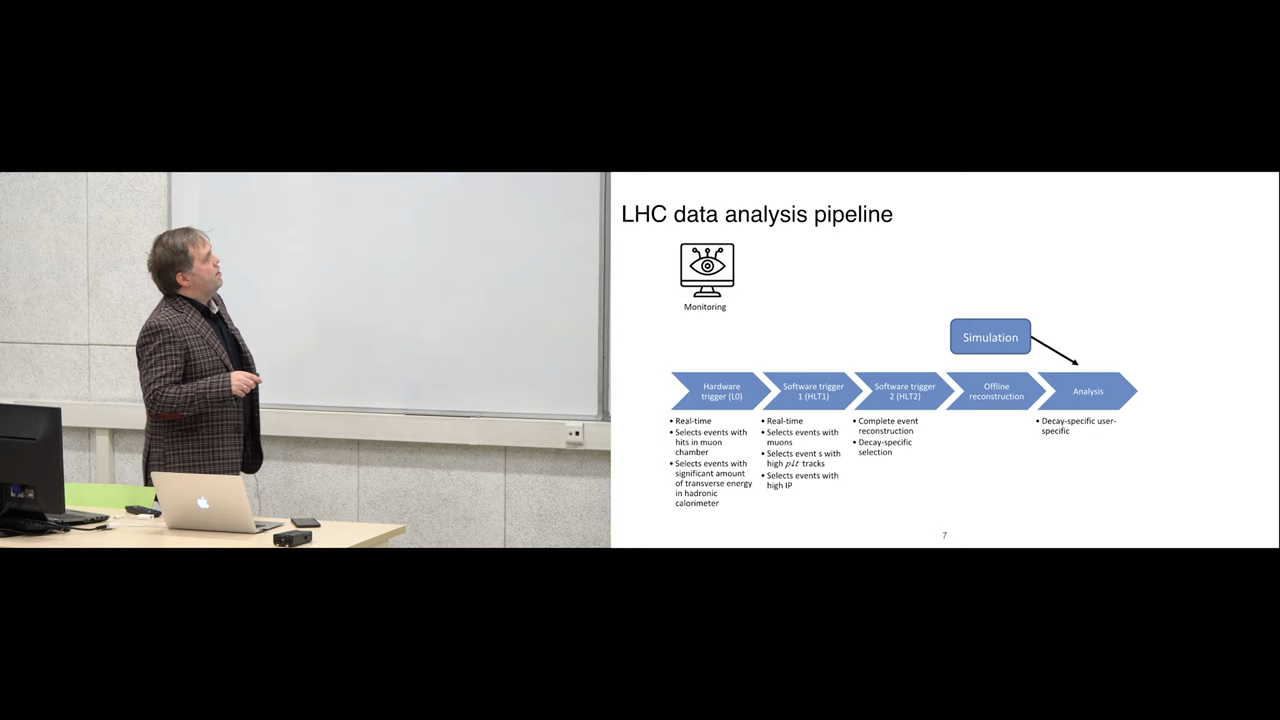 LHC data analysis pipeline
Monitoring
Simulation
Hardware
trigger (L0)
Software trigger
1 (HLT1)
Software trigger
2 (HLT2)
Offline
reconstruction
Analysis
• Real-time
• Selects events with
hits in muon
chamber
• Selects events with
significant amount
of transverse energy
in hadronic
calorimeter
• Real-time
• Selects events with
muons
• Selects event s with
high plt tracks
• Selects events with
high IP
• Complete event
reconstruction
• Decay-specific
selection
• Decay-specific user-
specific
7